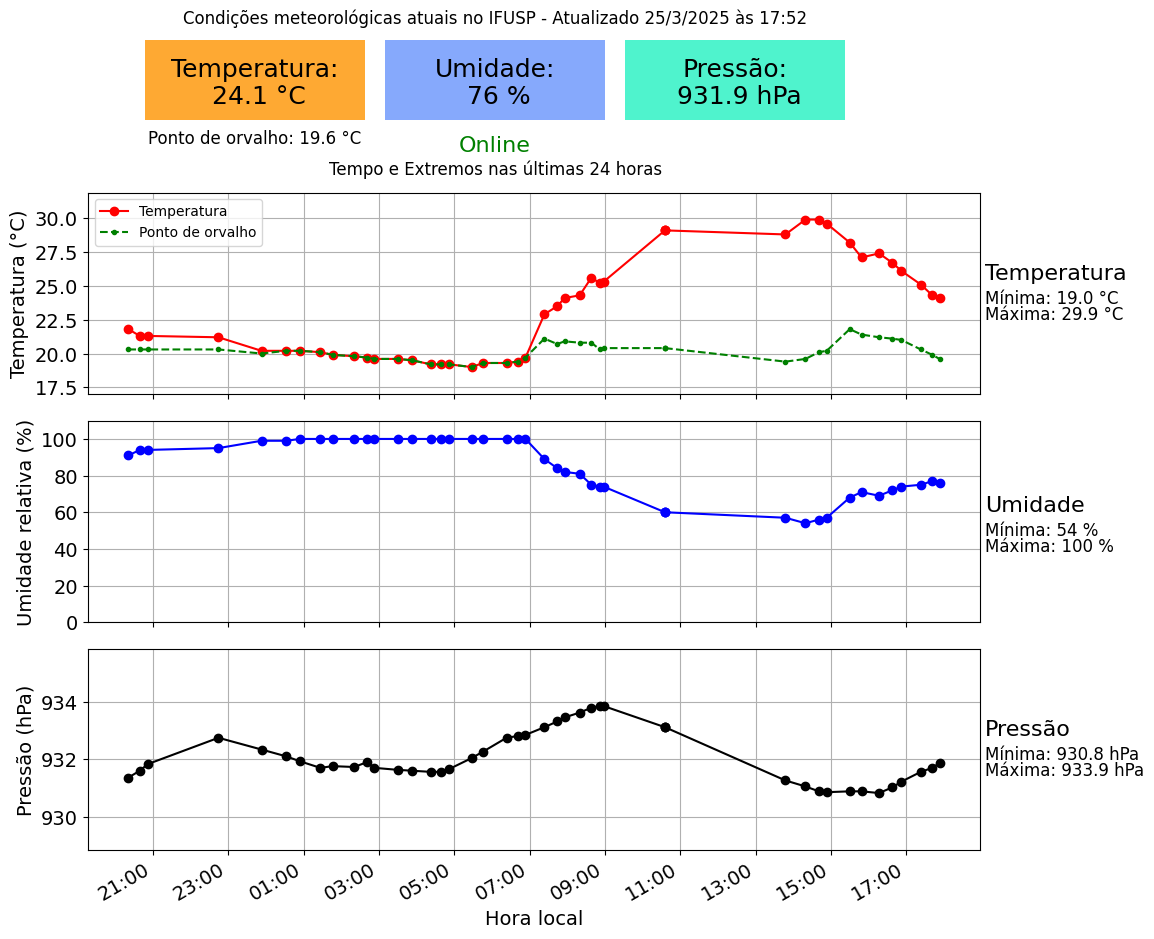 Condições meteorológicas atuais no IFUSP - Atualizado 25/3/2025 às 17:52
Temperatura:
24.1 °C
Umidade:
76 %
Pressão:
931.9 hPa
Ponto de orvalho: 19.6 °C
Online
Tempo e Extremos nas últimas 24 horas
Temperatura (°C)
30.0
27.5
25.0
22.5
20.0
17.5
Temperatura
Ponto de orvalho
Temperatura
Mínima: 19.0 °C
Máxima: 29.9 °C
Umidade relativa (%)
100
80
60
40
20
0
Umidade
Mínima: 54 %
Máxima: 100 %
Pressão (hPa)
934
932
930
Pressão
Mínima: 930.8 hPa
Máxima: 933.9 hPa
21:00
23:00
01:00
03:00
05:00
07:00
09:00
11:00
13:00
15:00
17:00
Hora local